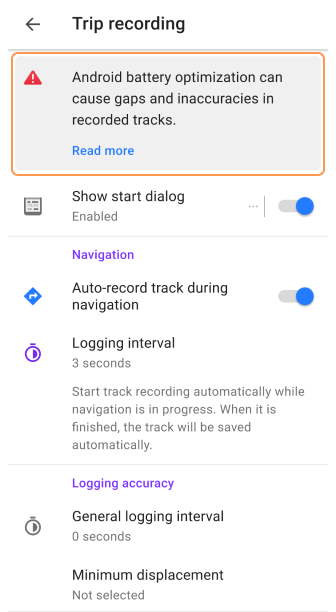 Trip recording
Android battery optimization can
cause gaps and inaccuracies in
recorded tracks.
Read more
Show start dialog
Enabled
Navigation
Auto-record track during
navigation
Logging interval
3 seconds
Start track recording automatically while
navigation is in progress. When it is
finished, the track will be saved
automatically.
Logging accuracy
General logging interval
0 seconds
Minimum displacement
Not selected